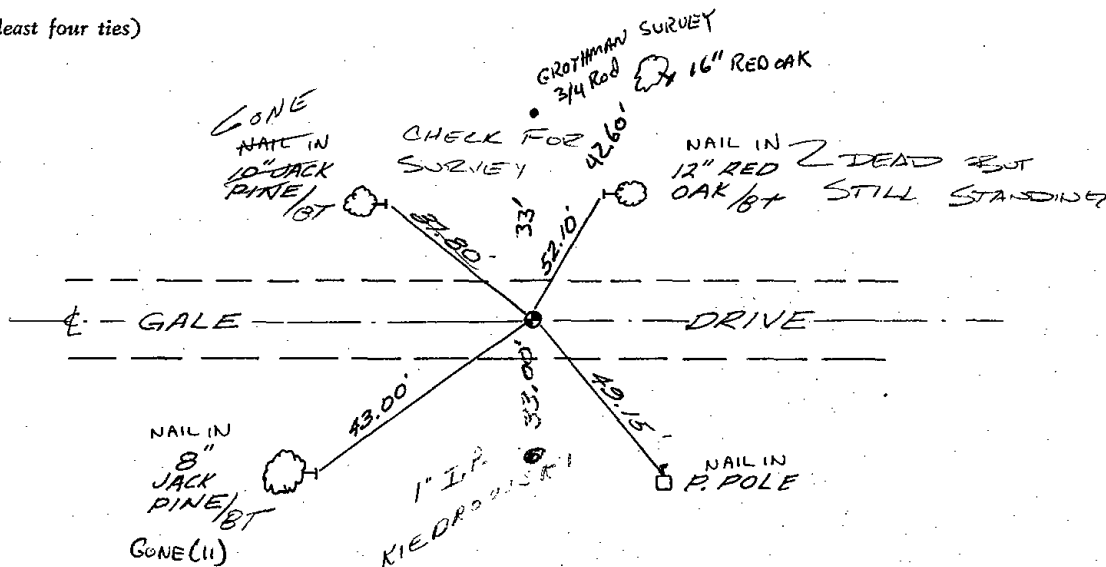 least four ties)
GROTHMAN SURVEY
3/4 Rod
16" RED OAK
GONE
NAIL IN
10" JACK
PINE/BT
CHECK FOR
SURVEY
42.60'
NAIL IN
12" RED
OAK/BT
DEAD BUT
STILL STANDING
37.80'
33'
52.10'
℄ GALE DRIVE
43.00'
33.00'
49.15'
NAIL IN
8"
JACK
PINE/BT
GONE (11)
1" I.P.
KIEDROWSKI
NAIL IN
P. POLE